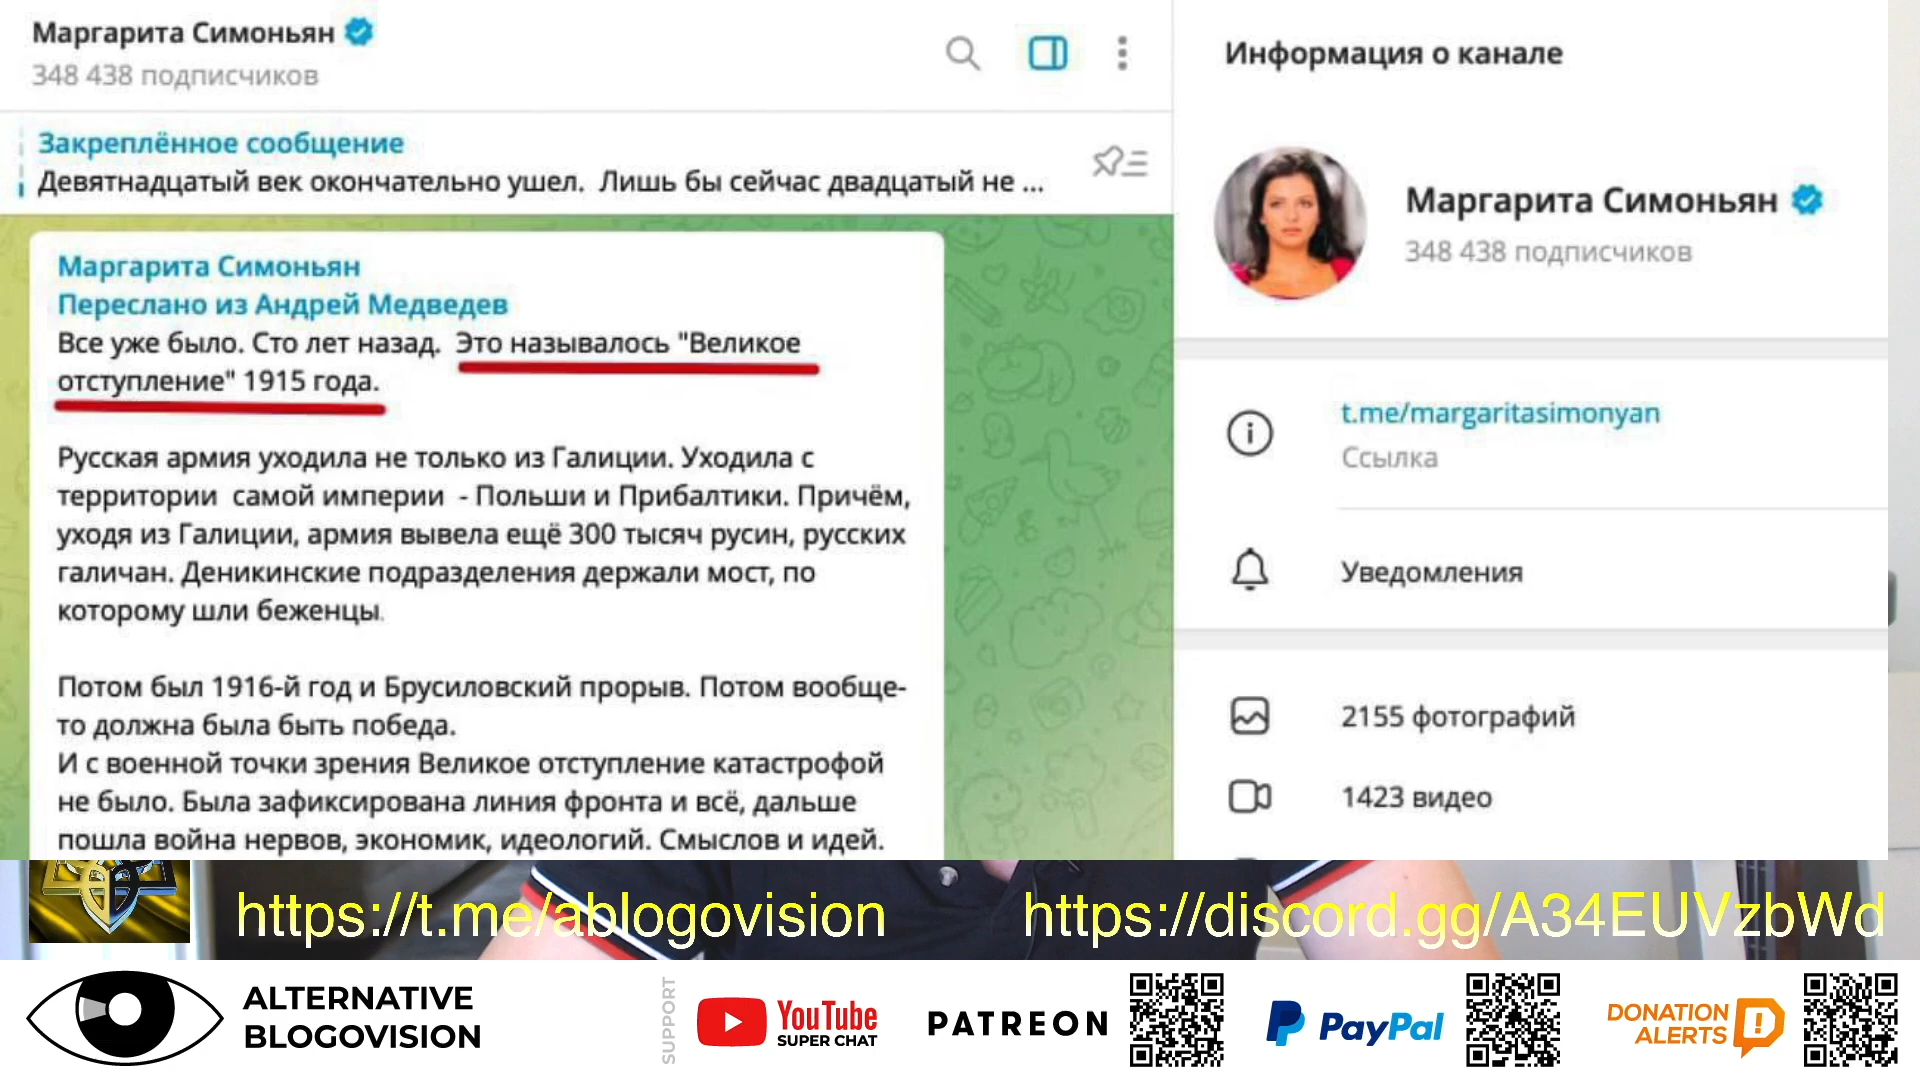 Маргарита Симоньян
348 438 подписчиков
Закреплённое сообщение
Девятнадцатый век окончательно ушел.  Лишь бы сейчас двадцатый не ...
Маргарита Симоньян
Переслано из Андрей Медведев
Все уже было. Сто лет назад.  Это называлось "Великое
отступление" 1915 года.
Русская армия уходила не только из Галиции. Уходила с
территории  самой империи  - Польши и Прибалтики. Причём,
уходя из Галиции, армия вывела ещё 300 тысяч русин, русских
галичан. Деникинские подразделения держали мост, по
которому шли беженцы.
Потом был 1916-й год и Брусиловский прорыв. Потом вообще-
то должна была быть победа.
И с военной точки зрения Великое отступление катастрофой
не было. Была зафиксирована линия фронта и всё, дальше
пошла война нервов, экономик, идеологий. Смыслов и идей.
Информация о канале
Маргарита Симоньян
348 438 подписчиков
t.me/margaritasimonyan
Ссылка
Уведомления
2155 фотографий
1423 видео
https://t.me/ablogovision
https://discord.gg/A34EUVzbWd
ALTERNATIVE
BLOGOVISION
SUPPORT
YouTube
SUPER CHAT
PATREON
PayPal
DONATION
ALERTS